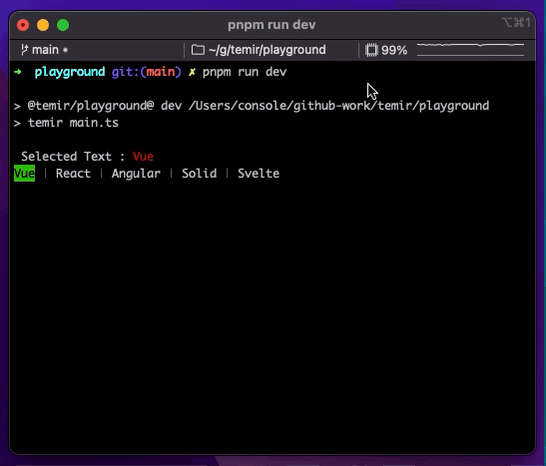 pnpm run dev ⌥⌘1
main • ~/g/temir/playground 99%
➜ playground git:(main) ✗ pnpm run dev
> @temir/playground@ dev /Users/console/github-work/temir/playground
> temir main.ts
Selected Text : Vue
Vue | React | Angular | Solid | Svelte